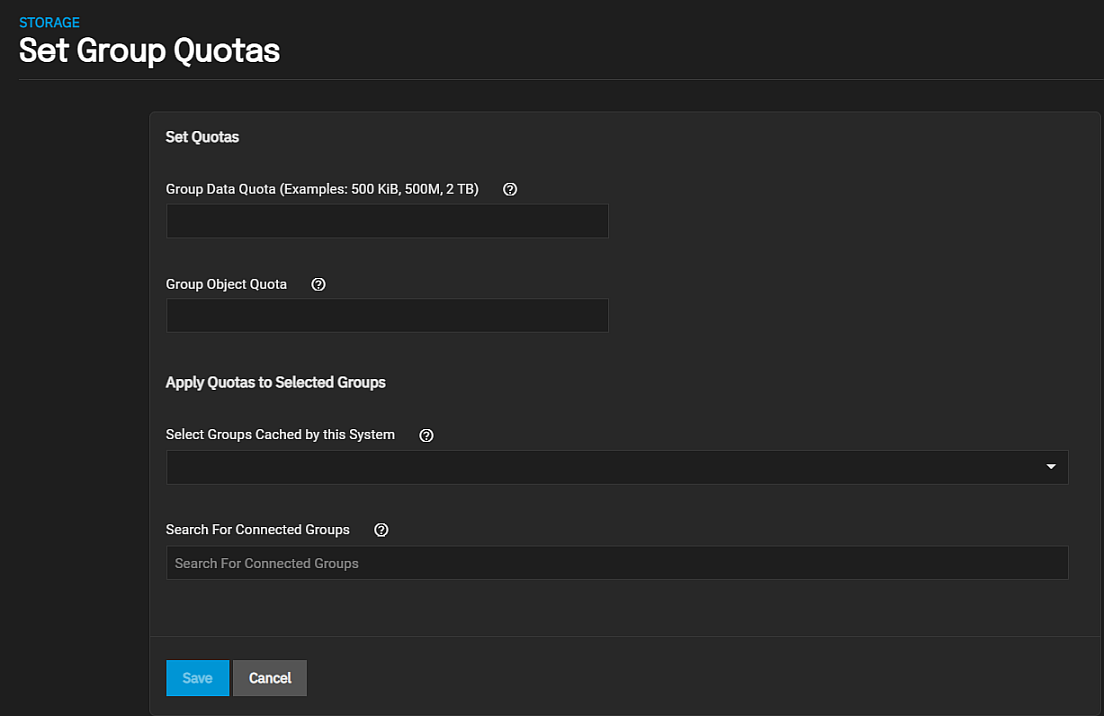 STORAGE
Set Group Quotas
Set Quotas
Group Data Quota (Examples: 500 KiB, 500M, 2 TB)
Group Object Quota
Apply Quotas to Selected Groups
Select Groups Cached by this System
Search For Connected Groups
Search For Connected Groups
Save Cancel